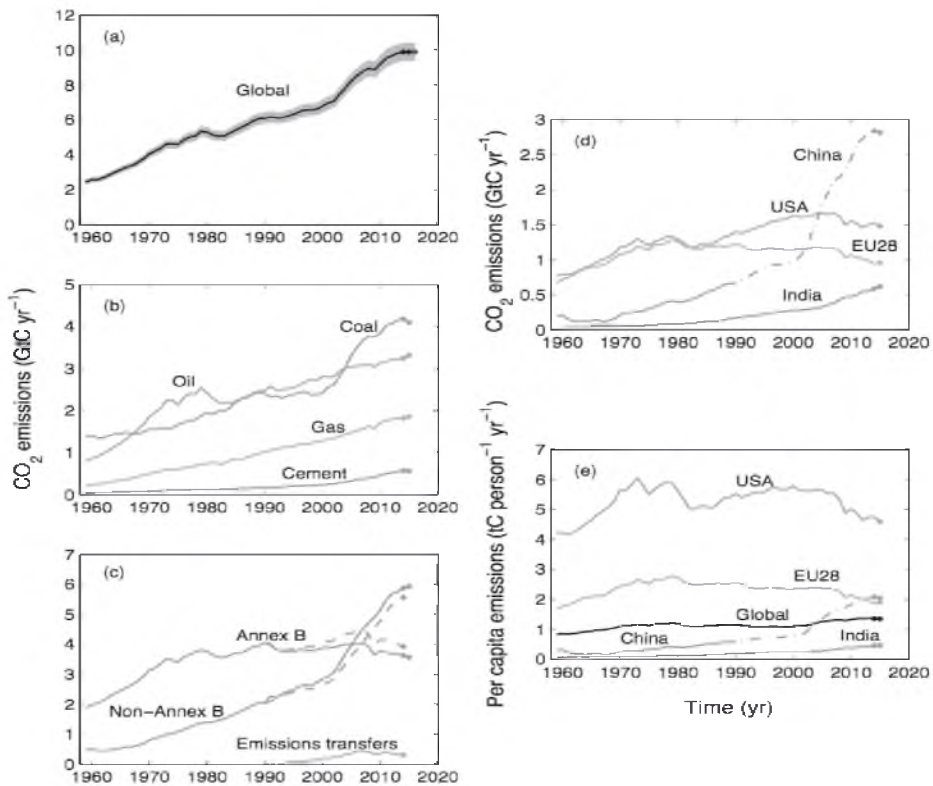 (a)
Global
12
10
8
6
4
2
0
1960 1970 1980 1990 2000 2010 2020
(b)
Coal
Oil
Gas
Cement
CO2 emissions (GtC yr−1)
5
4
3
2
1
0
1960 1970 1980 1990 2000 2010 2020
(c)
Annex B
Non−Annex B
Emissions transfers
7
6
5
4
3
2
1
0
1960 1970 1980 1990 2000 2010 2020
(d)
China
USA
EU28
India
CO2 emissions (GtC yr−1)
3
2.5
2
1.5
1
0.5
0
1960 1970 1980 1990 2000 2010 2020
(e)
USA
EU28
Global
China
India
Per capita emissions (tC person−1 yr−1)
7
6
5
4
3
2
1
0
1960 1970 1980 1990 2000 2010 2020
Time (yr)